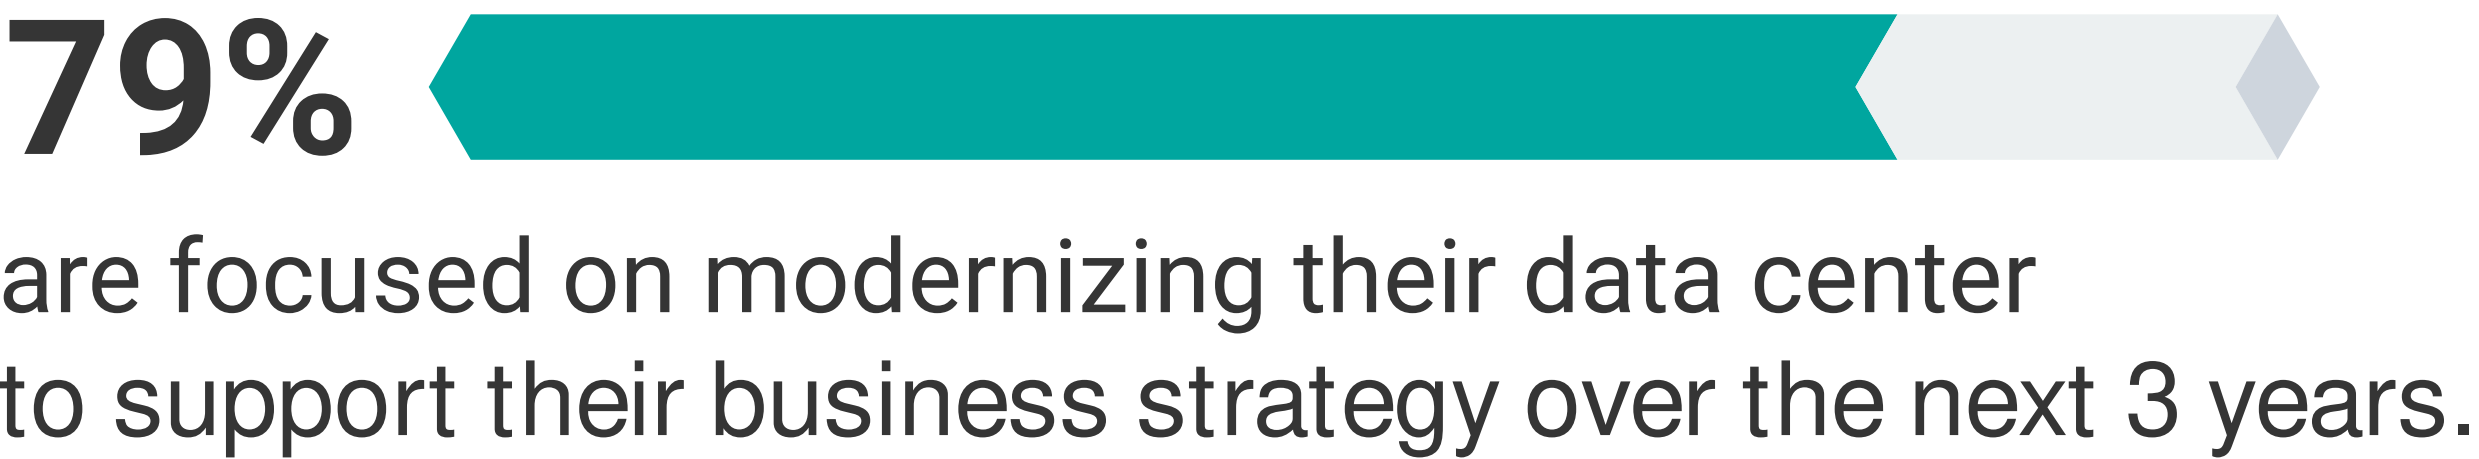 79%
are focused on modernizing their data center
to support their business strategy over the next 3 years.